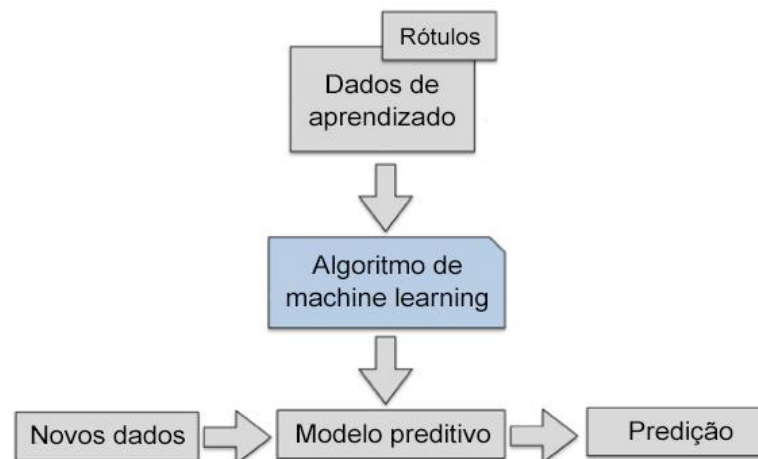 Rótulos
Dados de
aprendizado
Algoritmo de
machine learning
Novos dados
Modelo preditivo
Predição